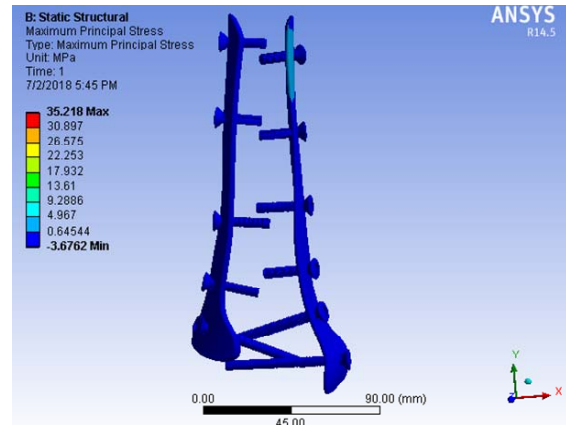 B: Static Structural
Maximum Principal Stress
Type: Maximum Principal Stress
Unit: MPa
Time: 1
7/2/2018 5:45 PM
35.218 Max
30.897
26.575
22.253
17.932
13.61
9.2886
4.967
0.64544
-3.6762 Min
ANSYS
R14.5
Y
X
0.00
90.00 (mm)
45.00